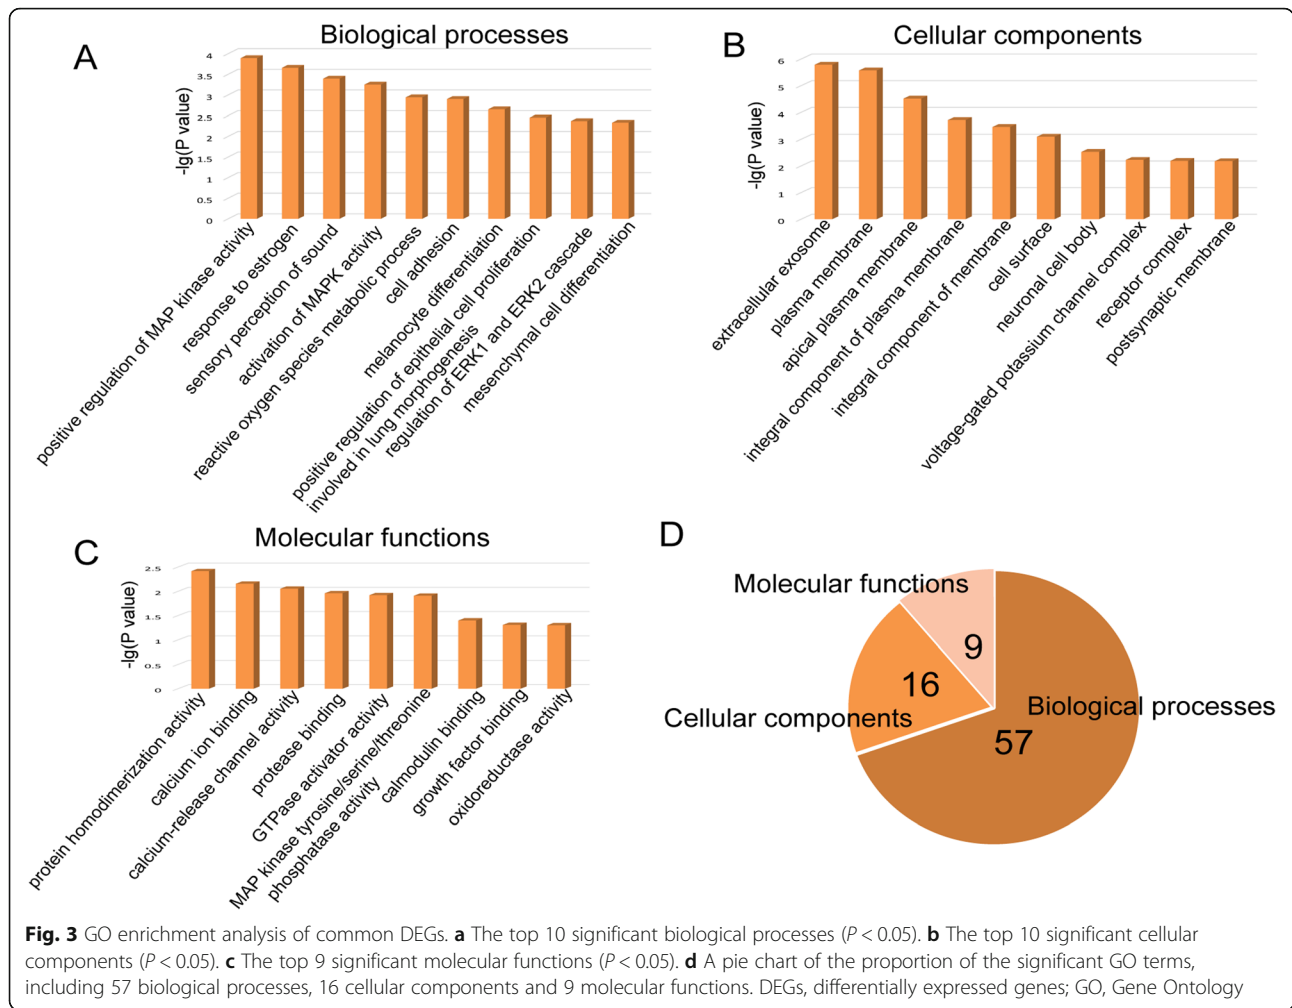 A
Biological processes
-lg(P value)
4
3.5
3
2.5
2
1.5
1
0.5
0
positive regulation of MAP kinase activity
response to estrogen
sensory perception of sound
activation of MAPK activity
reactive oxygen species metabolic process
cell adhesion
melanocyte differentiation
positive regulation of epithelial cell proliferation
involved in lung morphogenesis
regulation of ERK1 and ERK2 cascade
mesenchymal cell differentiation
B
Cellular components
-lg(P value)
6
5
4
3
2
1
0
extracellular exosome
plasma membrane
apical plasma membrane
integral component of plasma membrane
integral component of membrane
cell surface
neuronal cell body
voltage-gated potassium channel complex
receptor complex
postsynaptic membrane
C
Molecular functions
-lg(P value)
2.5
2
1.5
1
0.5
0
protein homodimerization activity
calcium ion binding
calcium-release channel activity
protease binding
GTPase activator activity
MAP kinase tyrosine/serine/threonine
phosphatase activity
calmodulin binding
growth factor binding
oxidoreductase activity
D
Molecular functions
9
16
Cellular components
Biological processes
57
Fig. 3 GO enrichment analysis of common DEGs. a The top 10 significant biological processes (P < 0.05). b The top 10 significant cellular
components (P < 0.05). c The top 9 significant molecular functions (P < 0.05). d A pie chart of the proportion of the significant GO terms,
including 57 biological processes, 16 cellular components and 9 molecular functions. DEGs, differentially expressed genes; GO, Gene Ontology